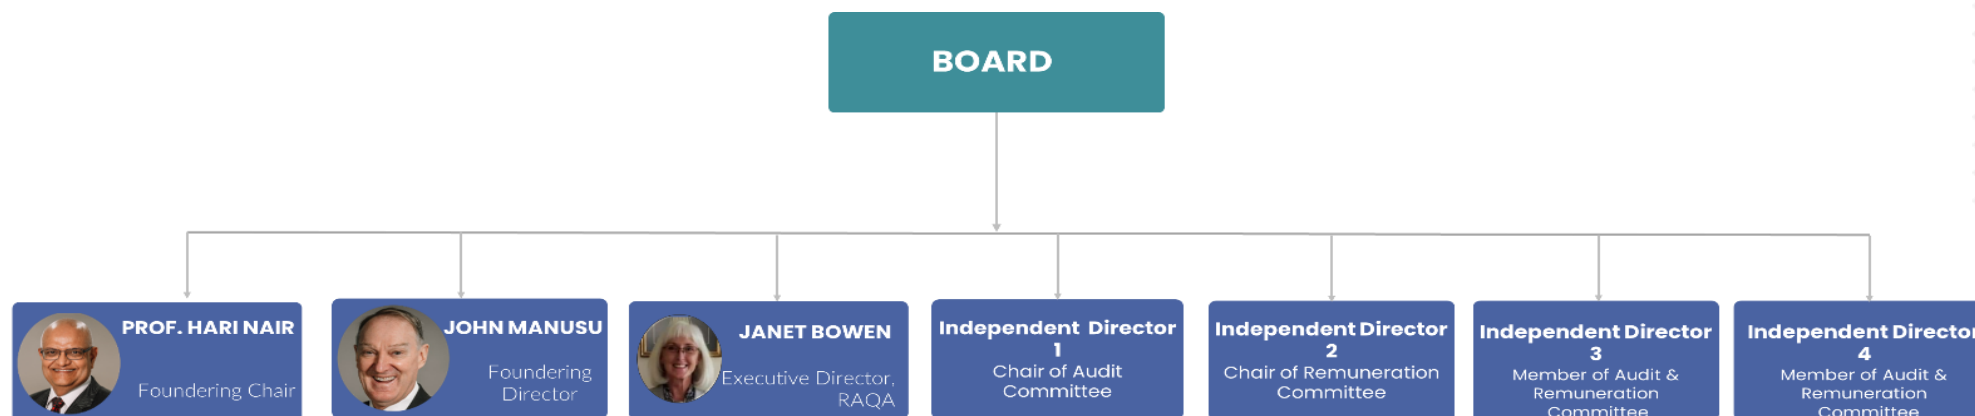 BOARD
PROF. HARI NAIR
Foundering Chair
JOHN MANUSU
Foundering
Director
JANET BOWEN
Executive Director,
RAQA
Independent Director
1
Chair of Audit
Committee
Independent Director
2
Chair of Remuneration
Committee
Independent Director
3
Member of Audit &
Remuneration
Committee
Independent Director
4
Member of Audit &
Remuneration
Committee